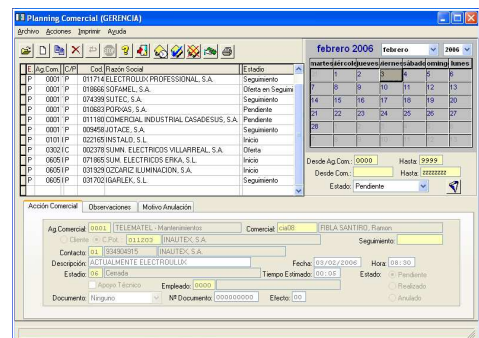 Planning Comercial (GERENCIA)
Archivo Acciones Imprimir Ayuda
febrero 2006 febrero 2006
E Ag.Com. C/P Cod. Razón Social Estadio
P 0001 P 011714 ELECTROLUX PROFESSIONAL, S.A. Seguimiento
P 0001 P 018666 SOFAMEL, S.A. Oferta en Seguimi
P 0001 P 074399 SUTEC, S.A. Seguimiento
P 0001 P 010683 PORXAS, S.A. Pendiente
P 0001 P 011180 COMERCIAL INDUSTRIAL CASADESUS, S.A. Pendiente
P 0001 P 009458 JOTACE, S.A. Seguimiento
P 0101 P 022165 INSTALO, S.L. Inicio
P 0302 C 002378 SUMN. ELECTRICOS VILLARREAL, S.A. Oferta
P 0605 P 071865 SUM. ELECTRICOS ERKA, S.L. Inicio
P 0605 P 031929 OZCARIZ ILUMINACION, S.A. Inicio
P 0605 P 031702 IGARLEK, S.L. Seguimiento
martes miércoles jueves viernes sábado domingo lunes
1 2 3 4 5 6
7 8 9 10 11 12 13
14 15 16 17 18 19 20
21 22 23 24 25 26 27
28
Desde Ag.Com.: 0000 Hasta: 9999
Desde Com.: Hasta: zzzzzzzz
Estado: Pendiente
Acción Comercial Observaciones Motivo Anulación
Ag.Comercial: 0001 TELEMATEL - Mantenimientos Comercial: cia08 RIBLA SANTIRO, Ramon
Cliente C.Pot. 011203 INAUTEX, S.A. Seguimiento:
Contacto: 01 934904915 INAUTEX, S.A.
Descripción: ACTUALMENTE ELECTROULUX Fecha: 03/02/2006 Hora: 08:30
Estadio: 06 Cerrada Tiempo Estimado: 00:05 Estado: Pendiente
Apoyo Técnico Empleado: 0000 Realizado
Documento: Ninguno Nº Documento: 000000000 Efecto: 00 Anulado